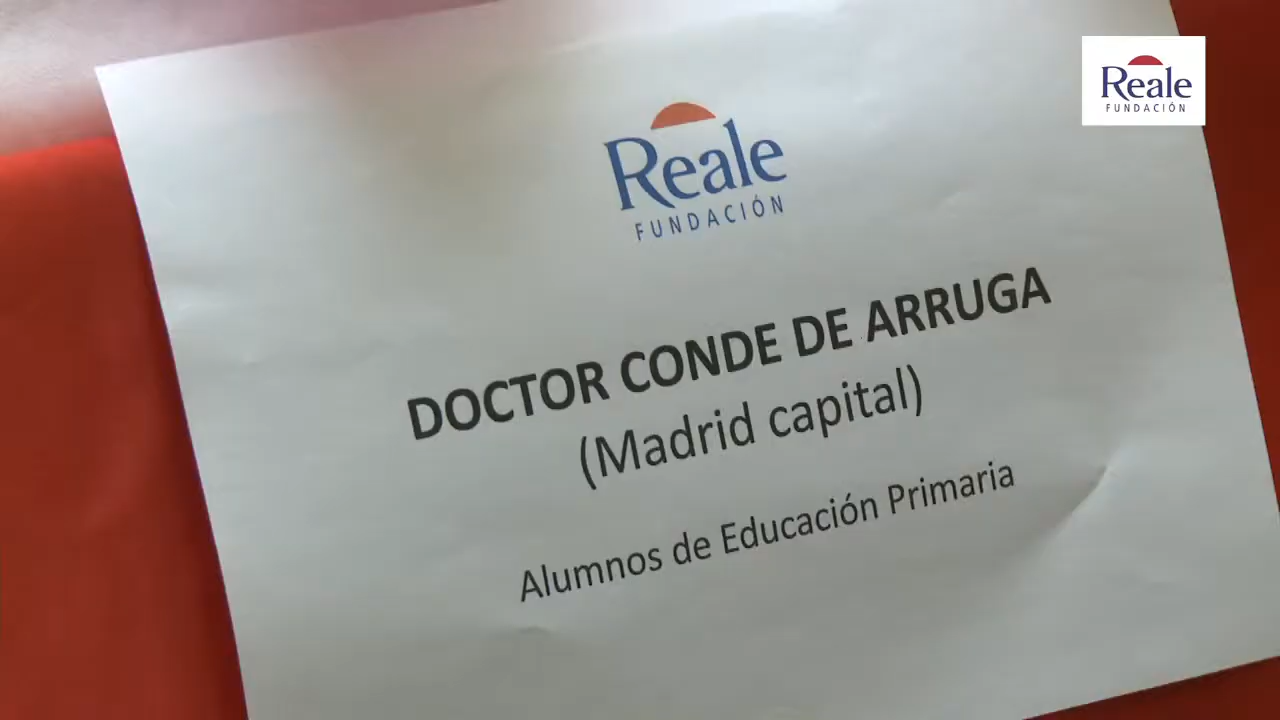 Reale
FUNDACIÓN
Reale
FUNDACIÓN
DOCTOR CONDE DE ARRUGA
(Madrid capital)
Alumnos de Educación Primaria